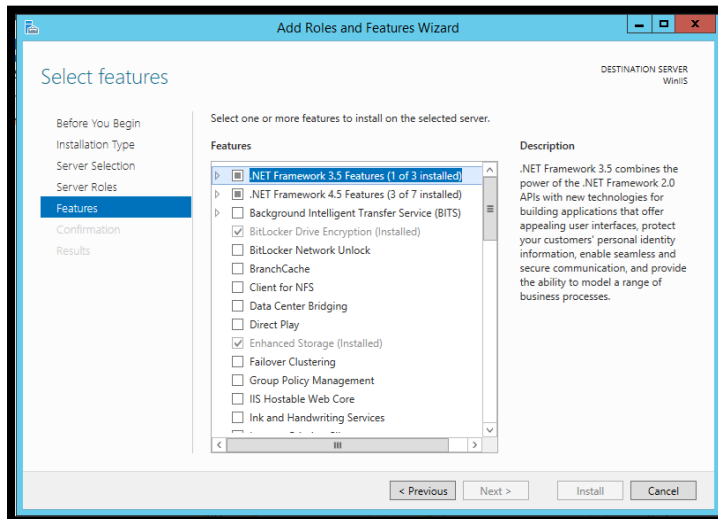 Add Roles and Features Wizard
Select features
DESTINATION SERVER
WinIIS
Before You Begin
Installation Type
Server Selection
Server Roles
Features
Confirmation
Results
Select one or more features to install on the selected server.
Features
.NET Framework 3.5 Features (1 of 3 installed)
.NET Framework 4.5 Features (3 of 7 installed)
Background Intelligent Transfer Service (BITS)
BitLocker Drive Encryption (Installed)
BitLocker Network Unlock
BranchCache
Client for NFS
Data Center Bridging
Direct Play
Enhanced Storage (Installed)
Failover Clustering
Group Policy Management
IIS Hostable Web Core
Ink and Handwriting Services
Description
.NET Framework 3.5 combines the
power of the .NET Framework 2.0
APIs with new technologies for
building applications that offer
appealing user interfaces, protect
your customers' personal identity
information, enable seamless and
secure communication, and provide
the ability to model a range of
business processes.
< Previous
Next >
Install
Cancel